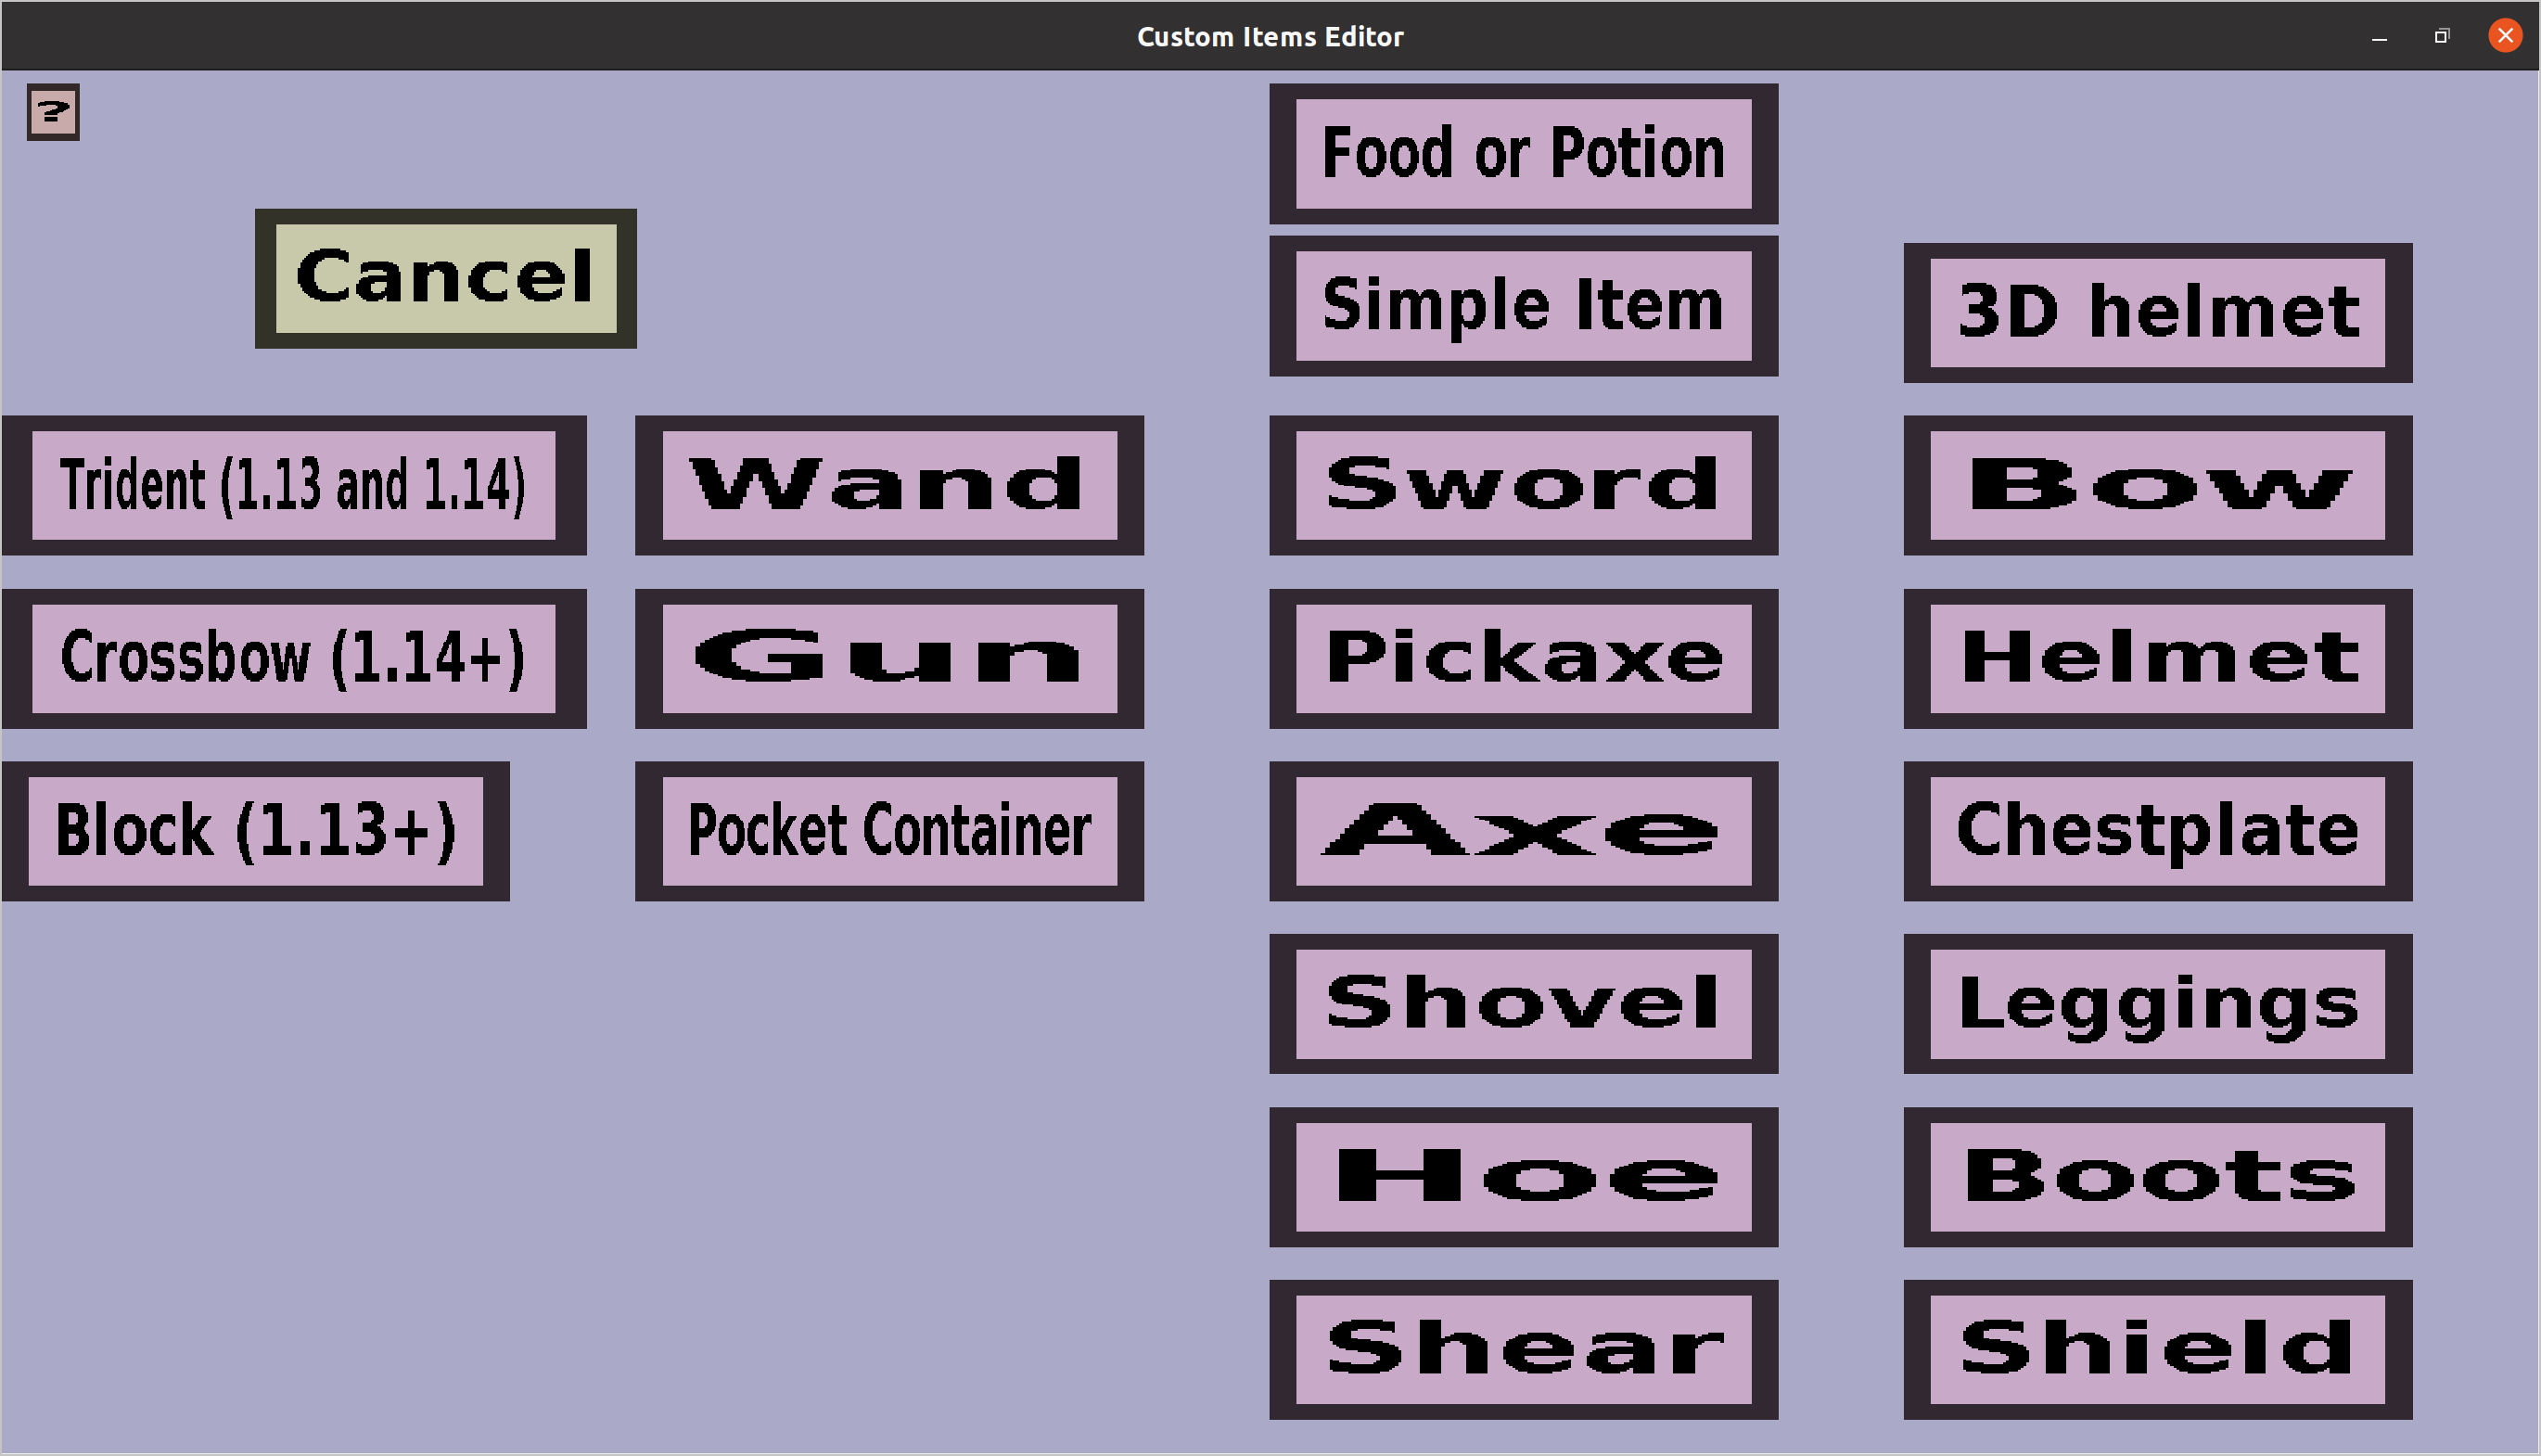 Custom Items Editor
?
Food or Potion
Cancel
Simple Item
3D helmet
Trident (1.13 and 1.14)
Wand
Sword
Bow
Crossbow (1.14+)
Gun
Pickaxe
Helmet
Block (1.13+)
Pocket Container
Axe
Chestplate
Shovel
Leggings
Hoe
Boots
Shear
Shield